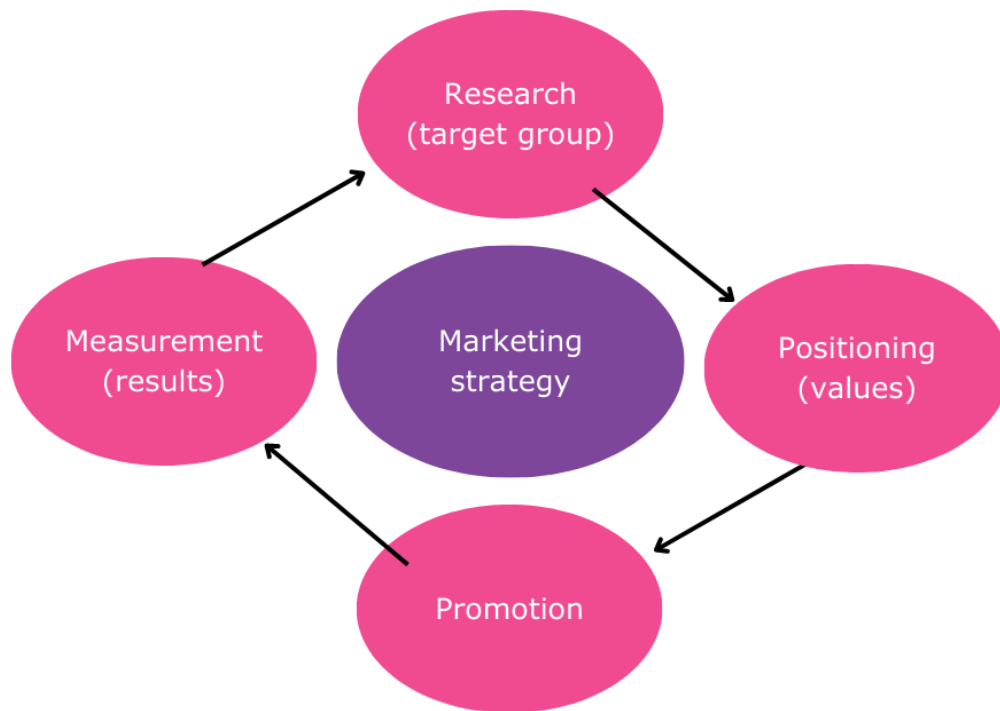 Research
(target group)
Measurement
(results)
Marketing
strategy
Positioning
(values)
Promotion